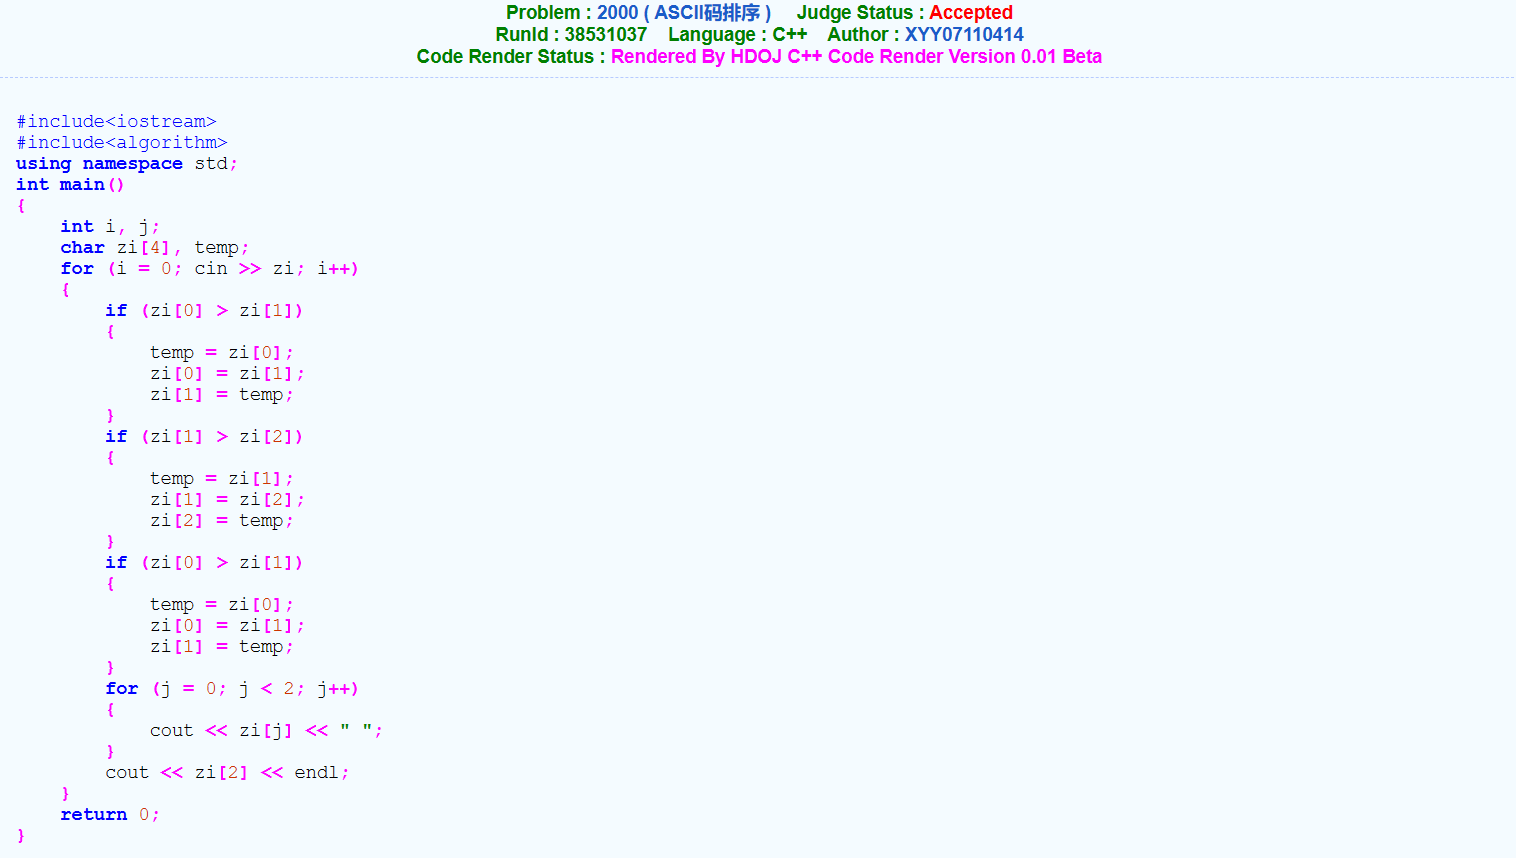 Problem : 2000 ( ASCII码排序 )     Judge Status : Accepted
RunId : 38531037    Language : C++    Author : XYY07110414
Code Render Status : Rendered By HDOJ C++ Code Render Version 0.01 Beta
#include<iostream>
#include<algorithm>
using namespace std;
int main()
{
    int i, j;
    char zi[4], temp;
    for (i = 0; cin >> zi; i++)
    {
        if (zi[0] > zi[1])
        {
            temp = zi[0];
            zi[0] = zi[1];
            zi[1] = temp;
        }
        if (zi[1] > zi[2])
        {
            temp = zi[1];
            zi[1] = zi[2];
            zi[2] = temp;
        }
        if (zi[0] > zi[1])
        {
            temp = zi[0];
            zi[0] = zi[1];
            zi[1] = temp;
        }
        for (j = 0; j < 2; j++)
        {
            cout << zi[j] << " ";
        }
        cout << zi[2] << endl;
    }
    return 0;
}